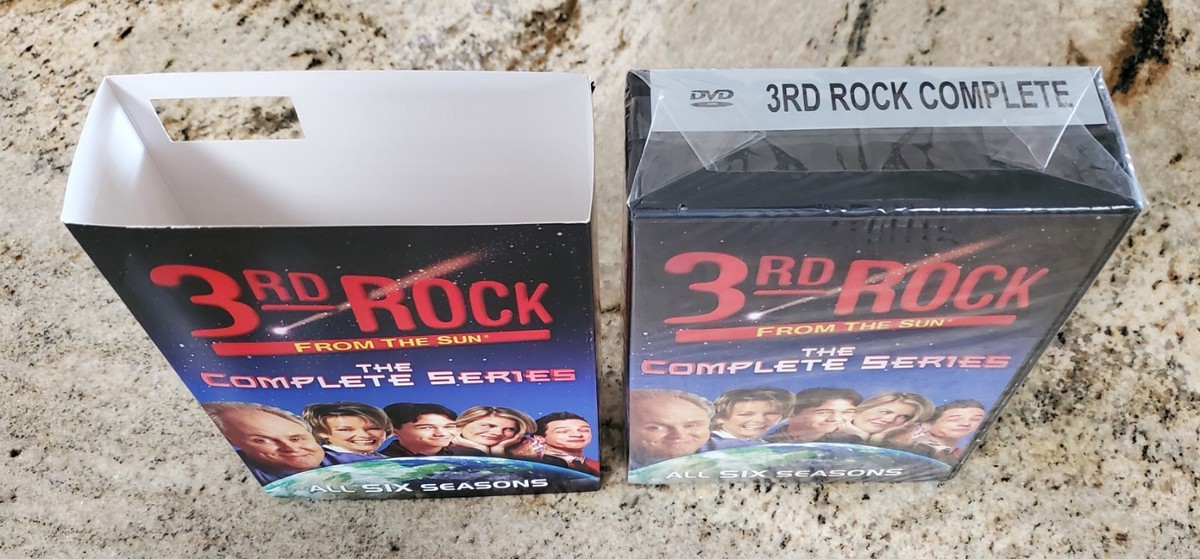 3RD ROCK
FROM THE SUN
THE
COMPLETE SERIES
ALL SIX SEASONS
DVD
3RD ROCK COMPLETE
3RD ROCK
FROM THE SUN
THE
COMPLETE SERIES
ALL SIX SEASONS